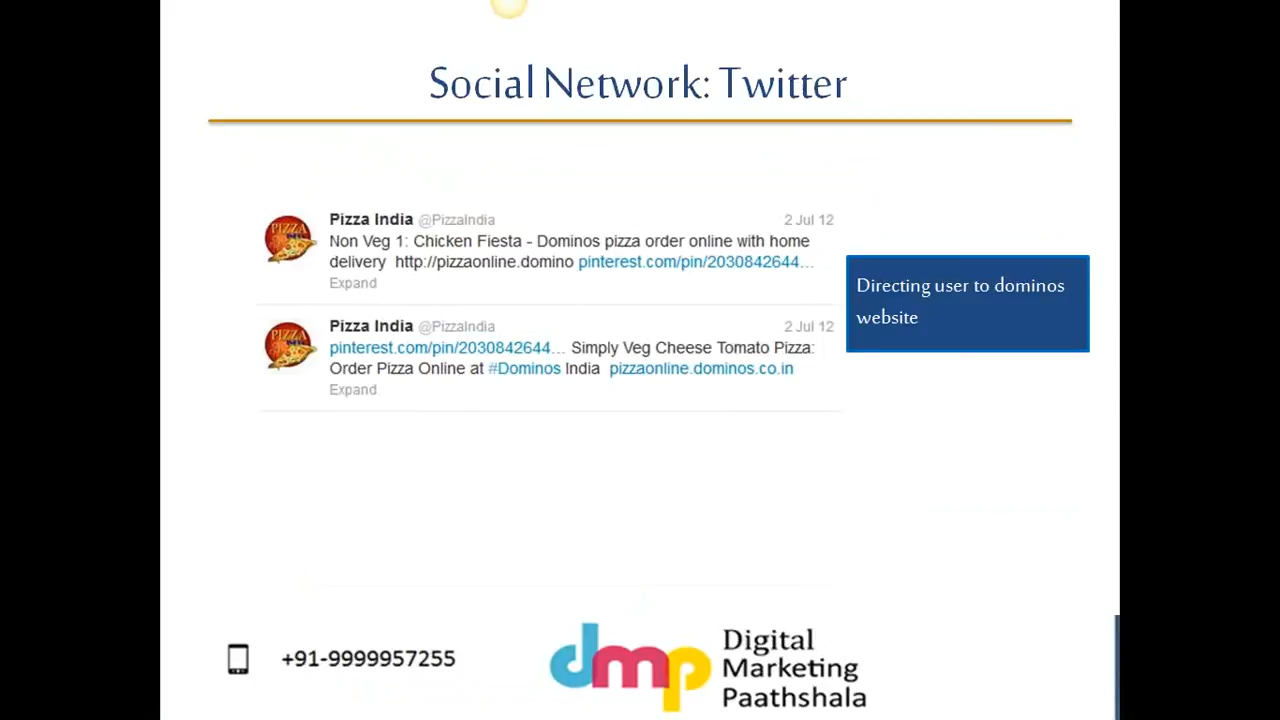 Social Network: Twitter
Pizza India @PizzaIndia 2 Jul 12
Non Veg 1: Chicken Fiesta - Dominos pizza order online with home
delivery http://pizzaonline.domino pinterest.com/pin/2030842644...
Expand
Pizza India @PizzaIndia 2 Jul 12
pinterest.com/pin/2030842644... Simply Veg Cheese Tomato Pizza:
Order Pizza Online at #Dominos India pizzaonline.dominos.co.in
Expand
Directing user to dominos
website
+91-9999957255
dmp
Digital
Marketing
Paathshala